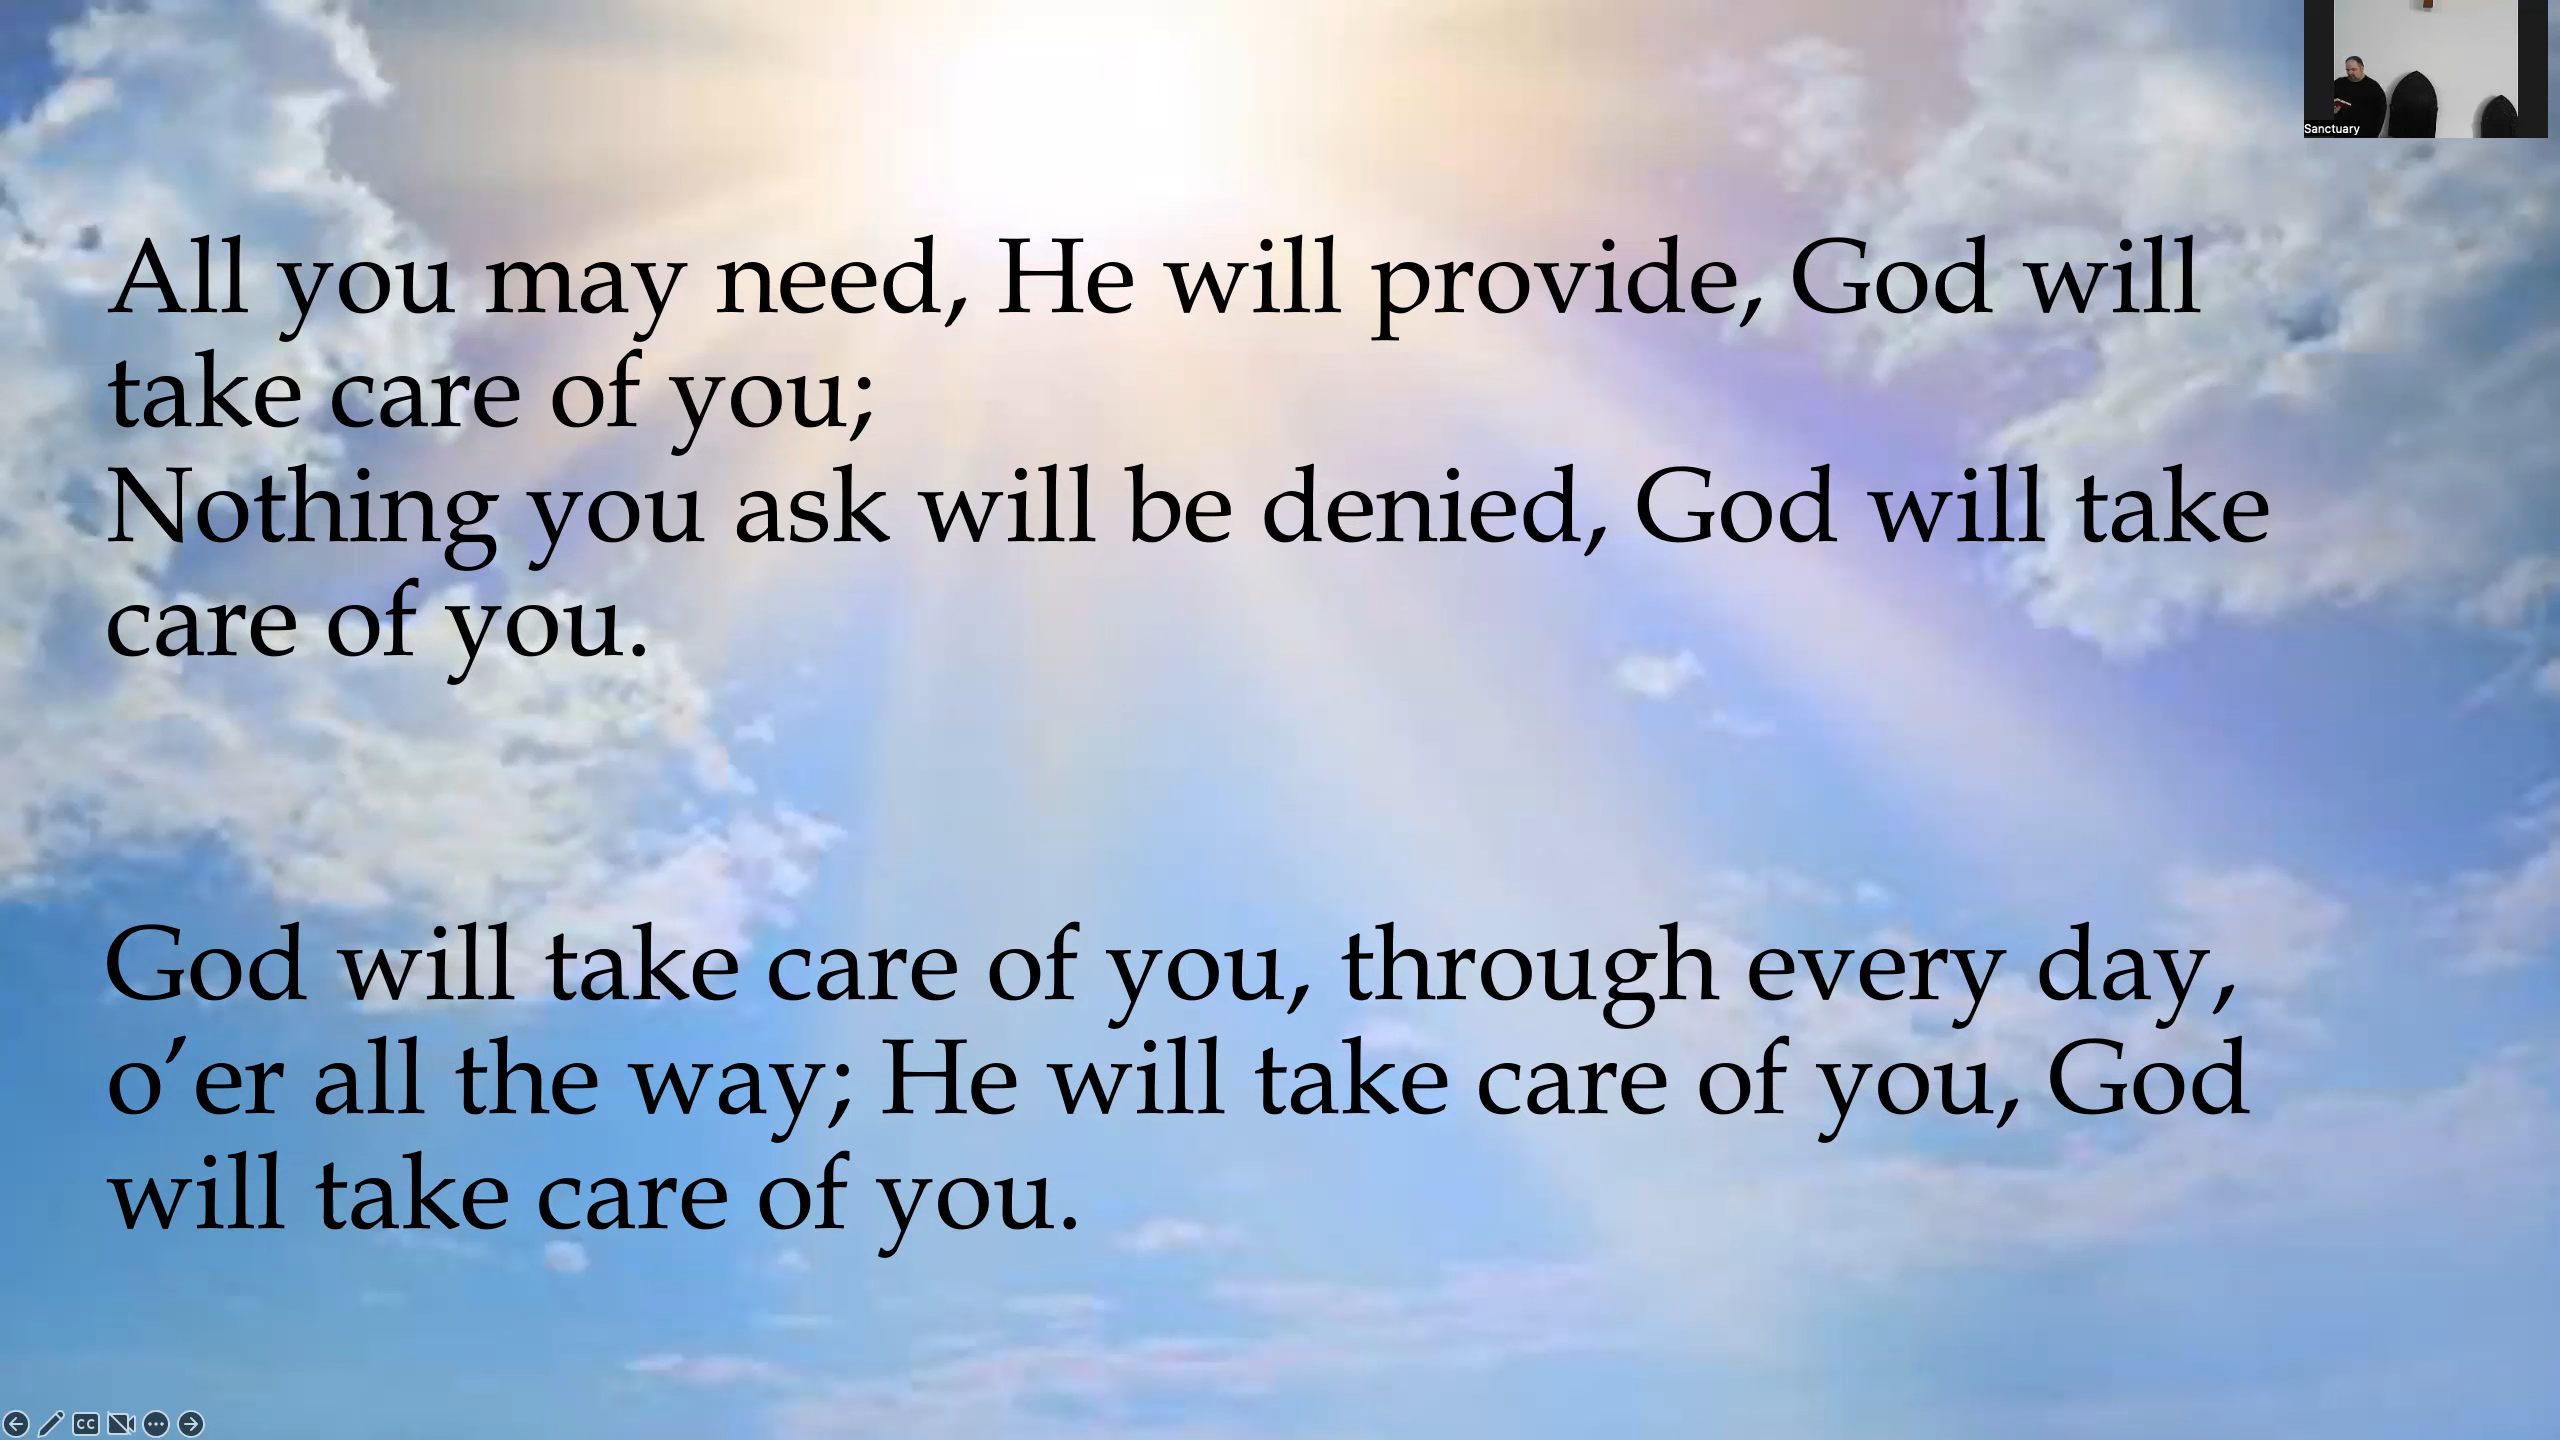 Sanctuary
All you may need, He will provide, God will
take care of you;
Nothing you ask will be denied, God will take
care of you.
God will take care of you, through every day,
o’er all the way; He will take care of you, God
will take care of you.
CC